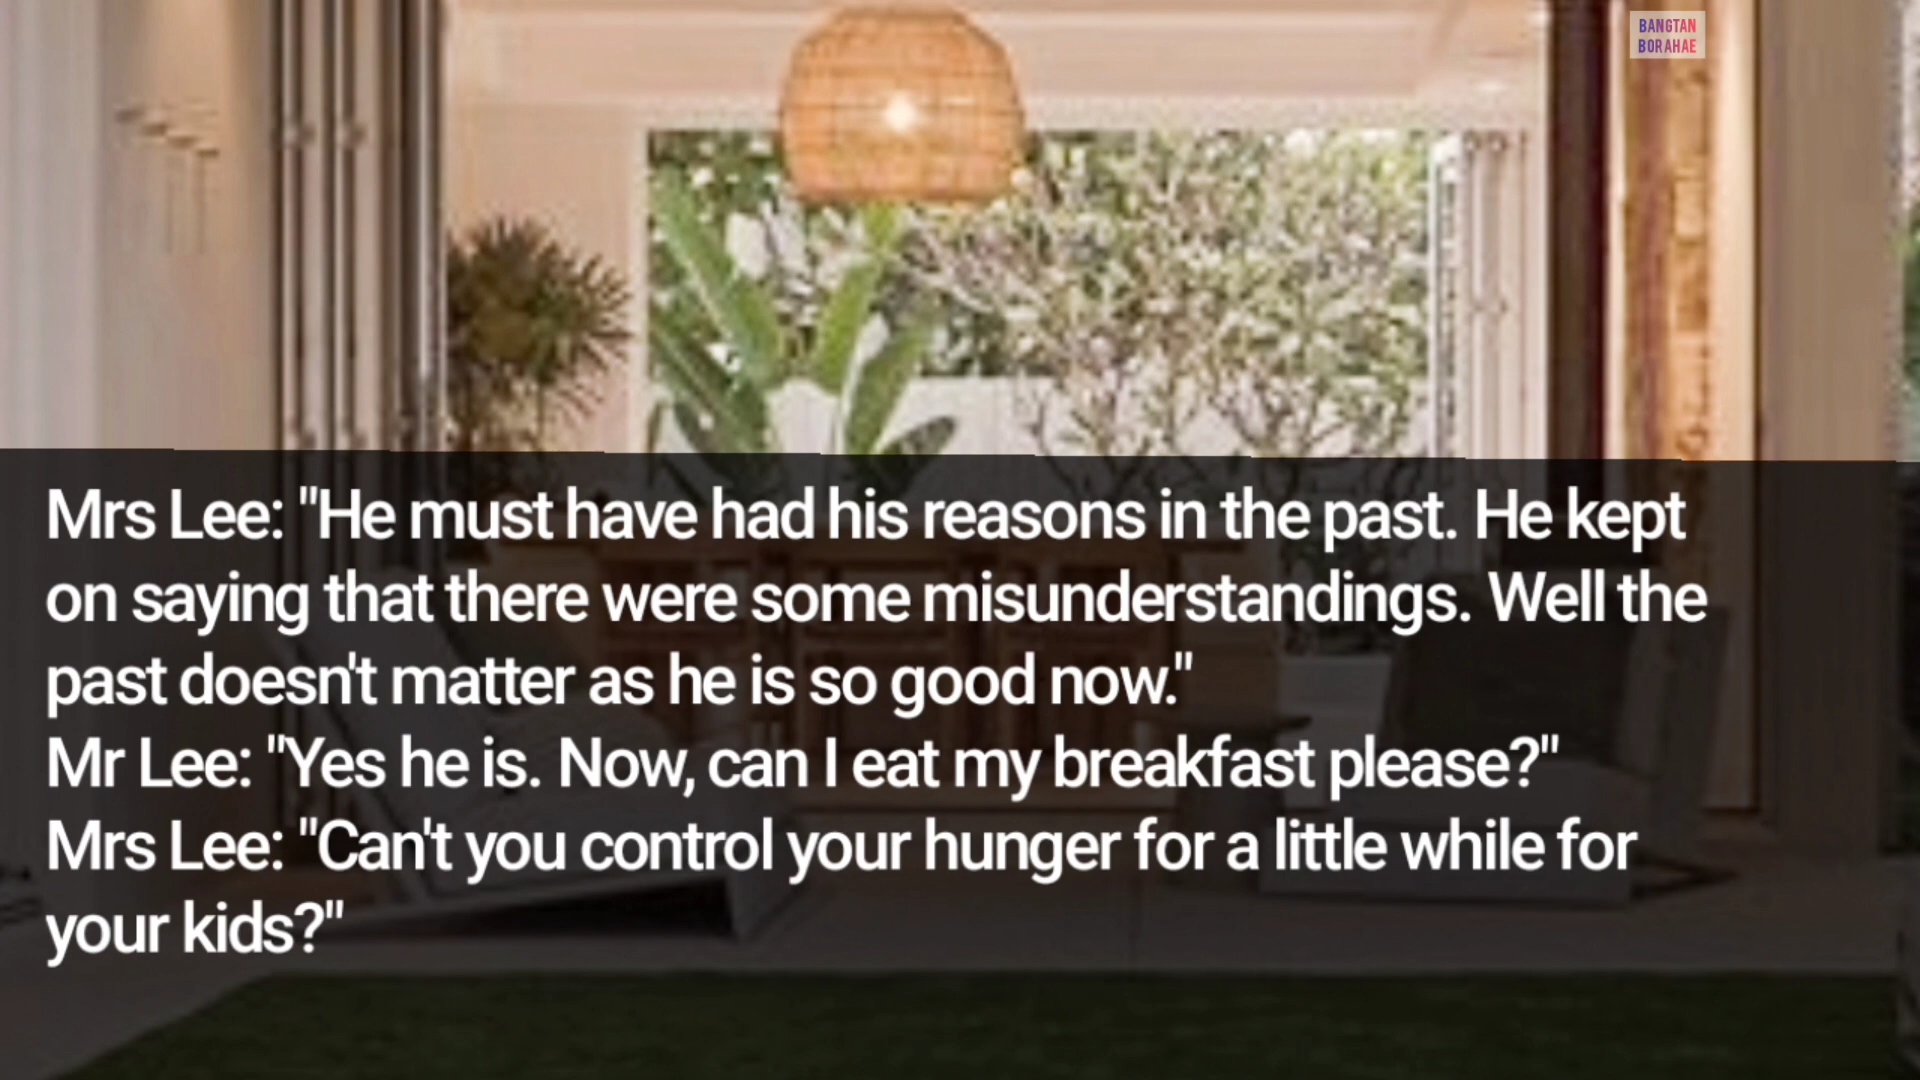 BANGTAN
BORAHAE
Mrs Lee: "He must have had his reasons in the past. He kept
on saying that there were some misunderstandings. Well the
past doesn't matter as he is so good now."
Mr Lee: "Yes he is. Now, can I eat my breakfast please?"
Mrs Lee: "Can't you control your hunger for a little while for
your kids?"